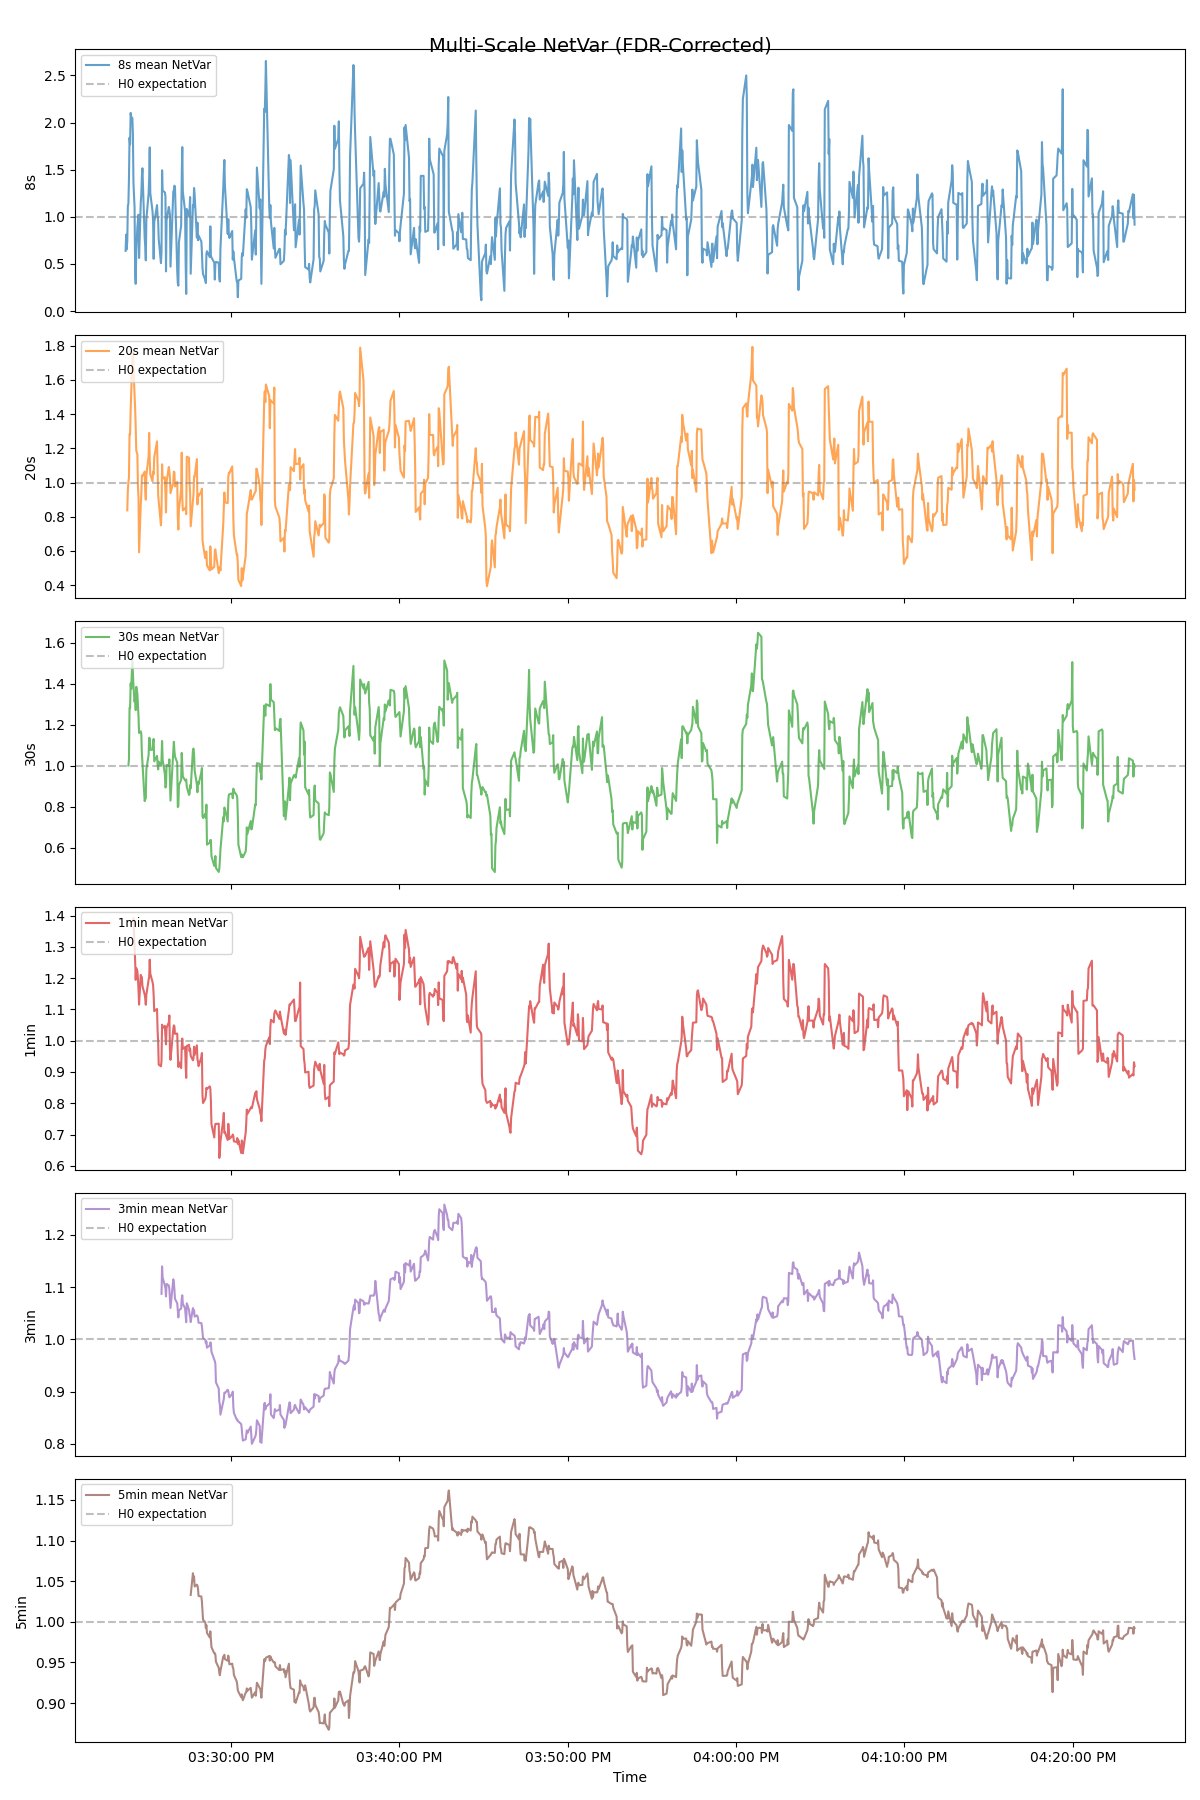 Multi-Scale NetVar (FDR-Corrected)
8s mean NetVar
H0 expectation
2.5
2.0
1.5
1.0
0.5
0.0
8s
20s mean NetVar
H0 expectation
1.8
1.6
1.4
1.2
1.0
0.8
0.6
0.4
20s
30s mean NetVar
H0 expectation
1.6
1.4
1.2
1.0
0.8
0.6
30s
1min mean NetVar
H0 expectation
1.4
1.3
1.2
1.1
1.0
0.9
0.8
0.7
0.6
1min
3min mean NetVar
H0 expectation
1.2
1.1
1.0
0.9
0.8
3min
5min mean NetVar
H0 expectation
1.15
1.10
1.05
1.00
0.95
0.90
5min
03:30:00 PM 03:40:00 PM 03:50:00 PM 04:00:00 PM 04:10:00 PM 04:20:00 PM
Time